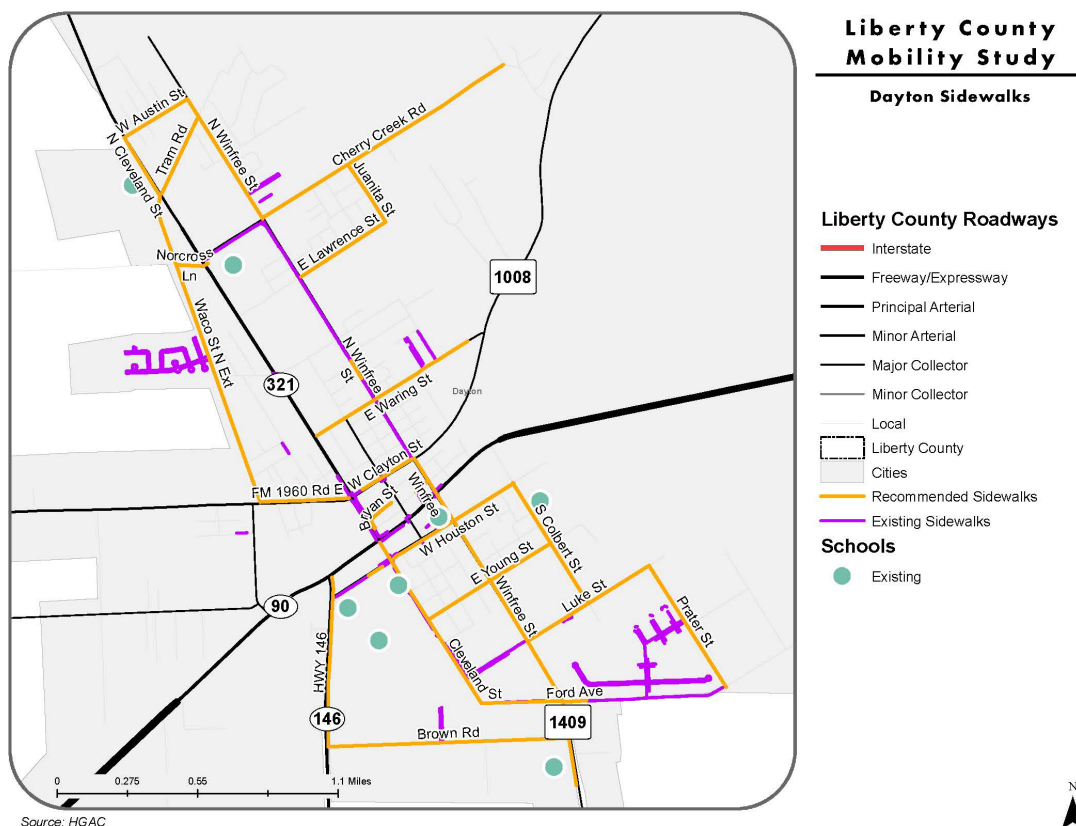 Liberty County
Mobility Study
Dayton Sidewalks
W Austin St
N Cleveland St
Tram Rd
N Winfree St
Cherry Creek Rd
Juanita St
E Lawrence St
Norcross
Ln
1008
Waco St N Ext
N Winfree
St
321
E Waring St
Dayton
W Clayton St
FM 1960 Rd E
Bryan St
Winfree
W Houston St
S Colbert St
E Young St
90
Winfree St
Luke St
Prater St
HWY 146
Cleveland St
Ford Ave
146
1409
Brown Rd
0 0.275 0.55 1.1 Miles
Source: HGAC
Liberty County Roadways
Interstate
Freeway/Expressway
Principal Arterial
Minor Arterial
Major Collector
Minor Collector
Local
Liberty County
Cities
Recommended Sidewalks
Existing Sidewalks
Schools
Existing
N